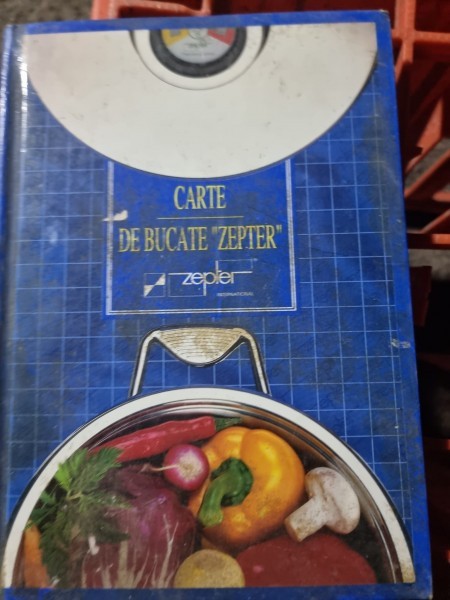 CARTE
DE BUCATE "ZEPTER"
zepter
INTERNATIONAL